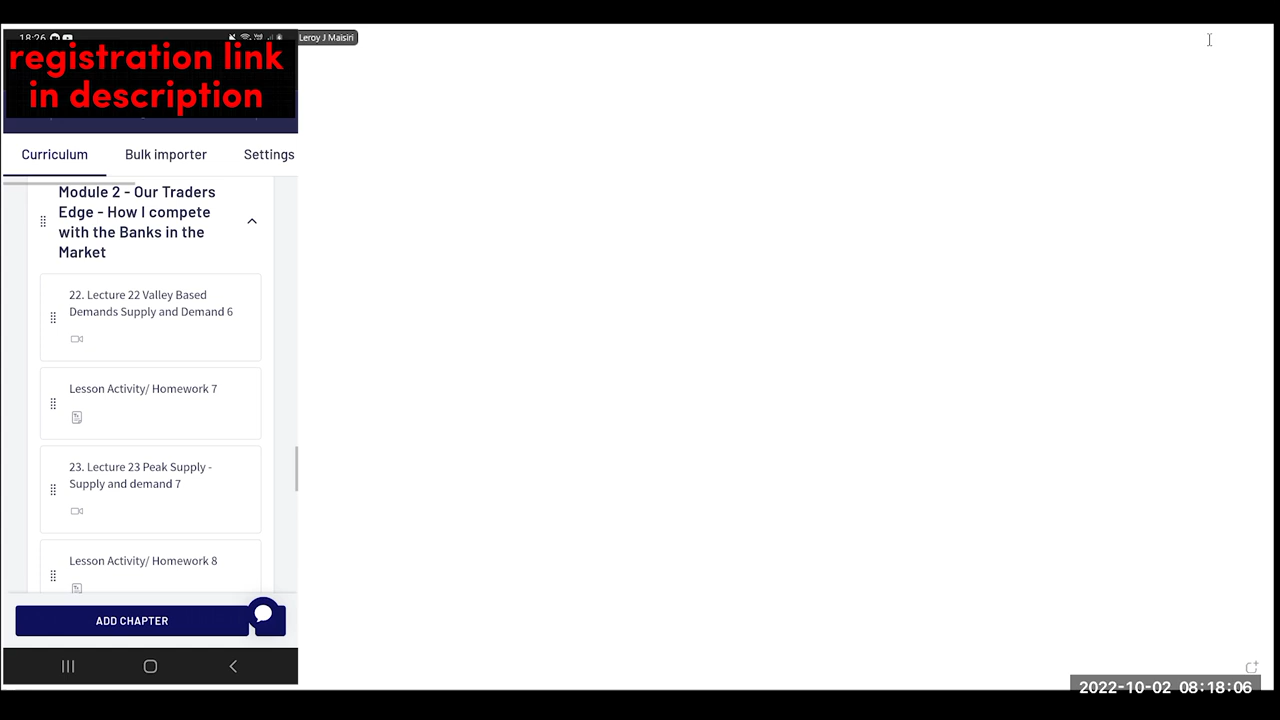 18:26
Leroy J Maisiri
registration link
in description
Curriculum Bulk importer Settings
Module 2 - Our Traders
Edge - How I compete
with the Banks in the
Market
22. Lecture 22 Valley Based
Demands Supply and Demand 6
Lesson Activity/ Homework 7
23. Lecture 23 Peak Supply -
Supply and demand 7
Lesson Activity/ Homework 8
ADD CHAPTER
2022-10-02 08:18:06